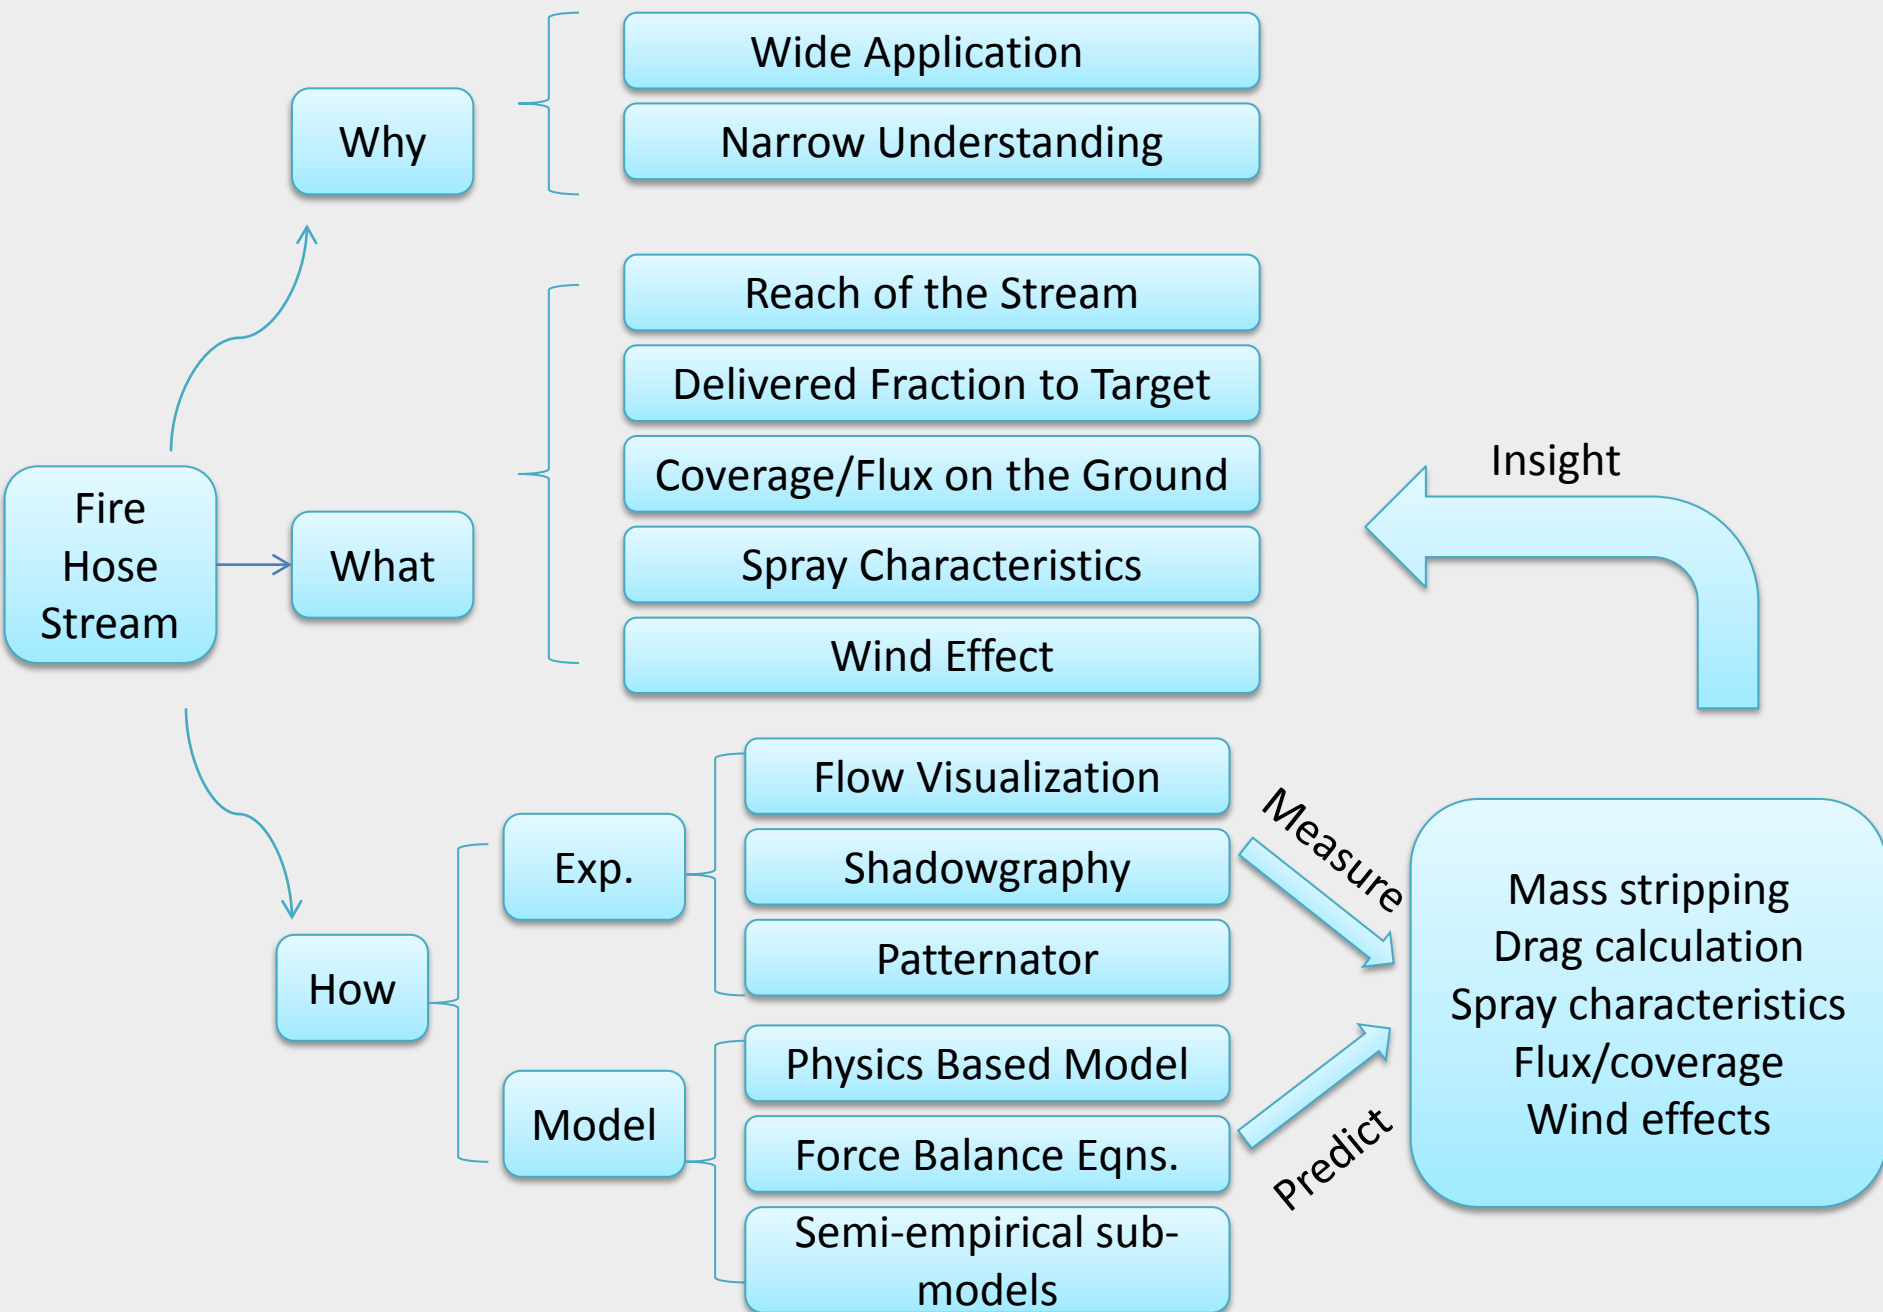 Wide Application
Why
Narrow Understanding
Reach of the Stream
Delivered Fraction to Target
Coverage/Flux on the Ground
Insight
Fire
Hose
Stream
What
Spray Characteristics
Wind Effect
Flow Visualization
Measure
Exp.
Shadowgraphy
Patternator
How
Mass stripping
Drag calculation
Spray characteristics
Flux/coverage
Wind effects
Physics Based Model
Model
Force Balance Eqns.
Predict
Semi-empirical sub-
models